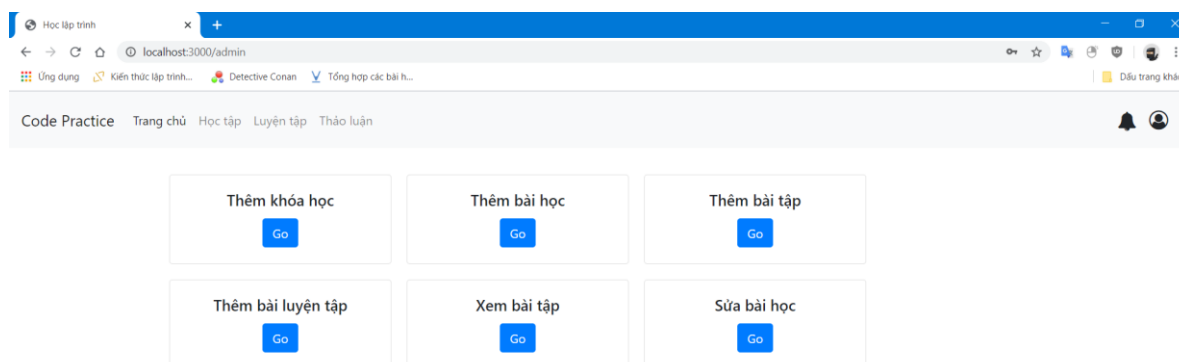 Học lập trình
localhost:3000/admin
Ứng dụng Kiến thức lập trình... Detective Conan Tổng hợp các bài h... Dấu trang khá
Code Practice Trang chủ Học tập Luyện tập Thảo luận
Thêm khóa học Thêm bài học Thêm bài tập
Go Go Go
Thêm bài luyện tập Xem bài tập Sửa bài học
Go Go Go